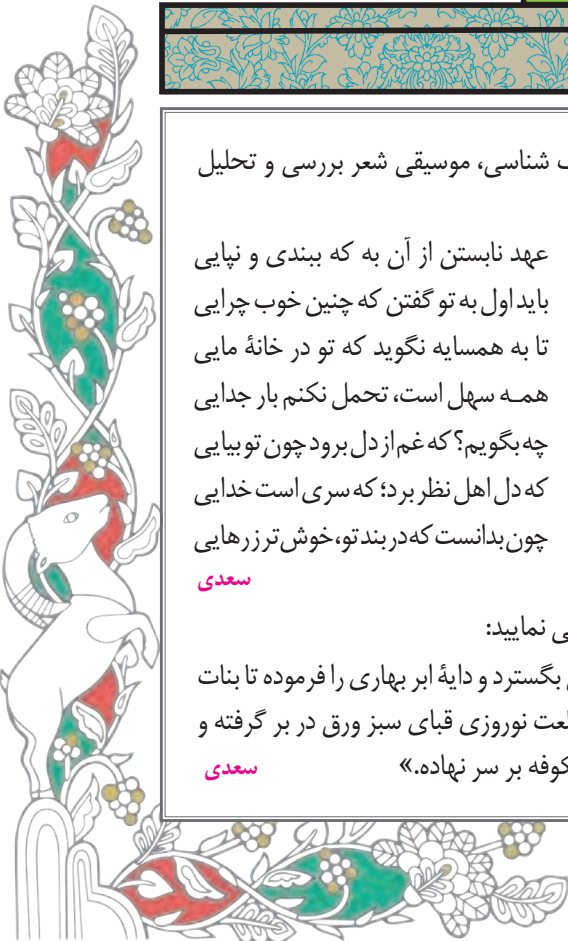 شناسی، موسیقی شعر بررسی و تحلیل
عهد نابستن از آن به که ببندی و نپایی
باید اول به تو گفتن که چنین خوب چرایی
تا به همسایه نگوید که تو در خانهٔ مایی
همه سهل است، تحمل نکنم بار جدایی
چه بگویم؟ که غم از دل برود چون تو بیایی
که دل اهل نظر برد؛ که سری است خدایی
چون بدانست که در بند تو، خوش تر ز رهایی
سعدی
نمایید:
بگسترد و دایهٔ ابر بهاری را فرموده تا بنات
نوروزی قبای سبز ورق در بر گرفته و
بر سر نهاده.» سعدی